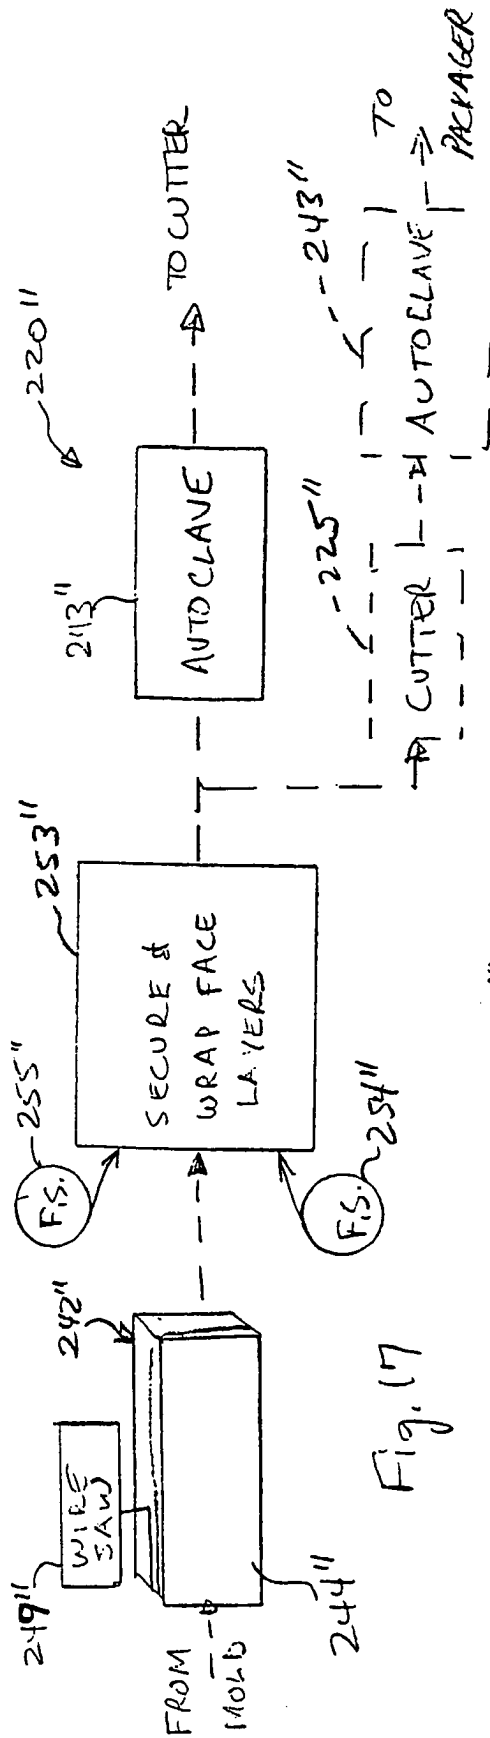 220"
249"
WIRE
SAW
242"
FROM
MOLD
244"
F.S.
255"
F.S.
254"
253"
SECURE &
WRAP FACE
LAYERS
243"
AUTOCLAVE
TO CUTTER
225"
CUTTER
243"
AUTOCLAVE
TO
PACKAGER
Fig. 17